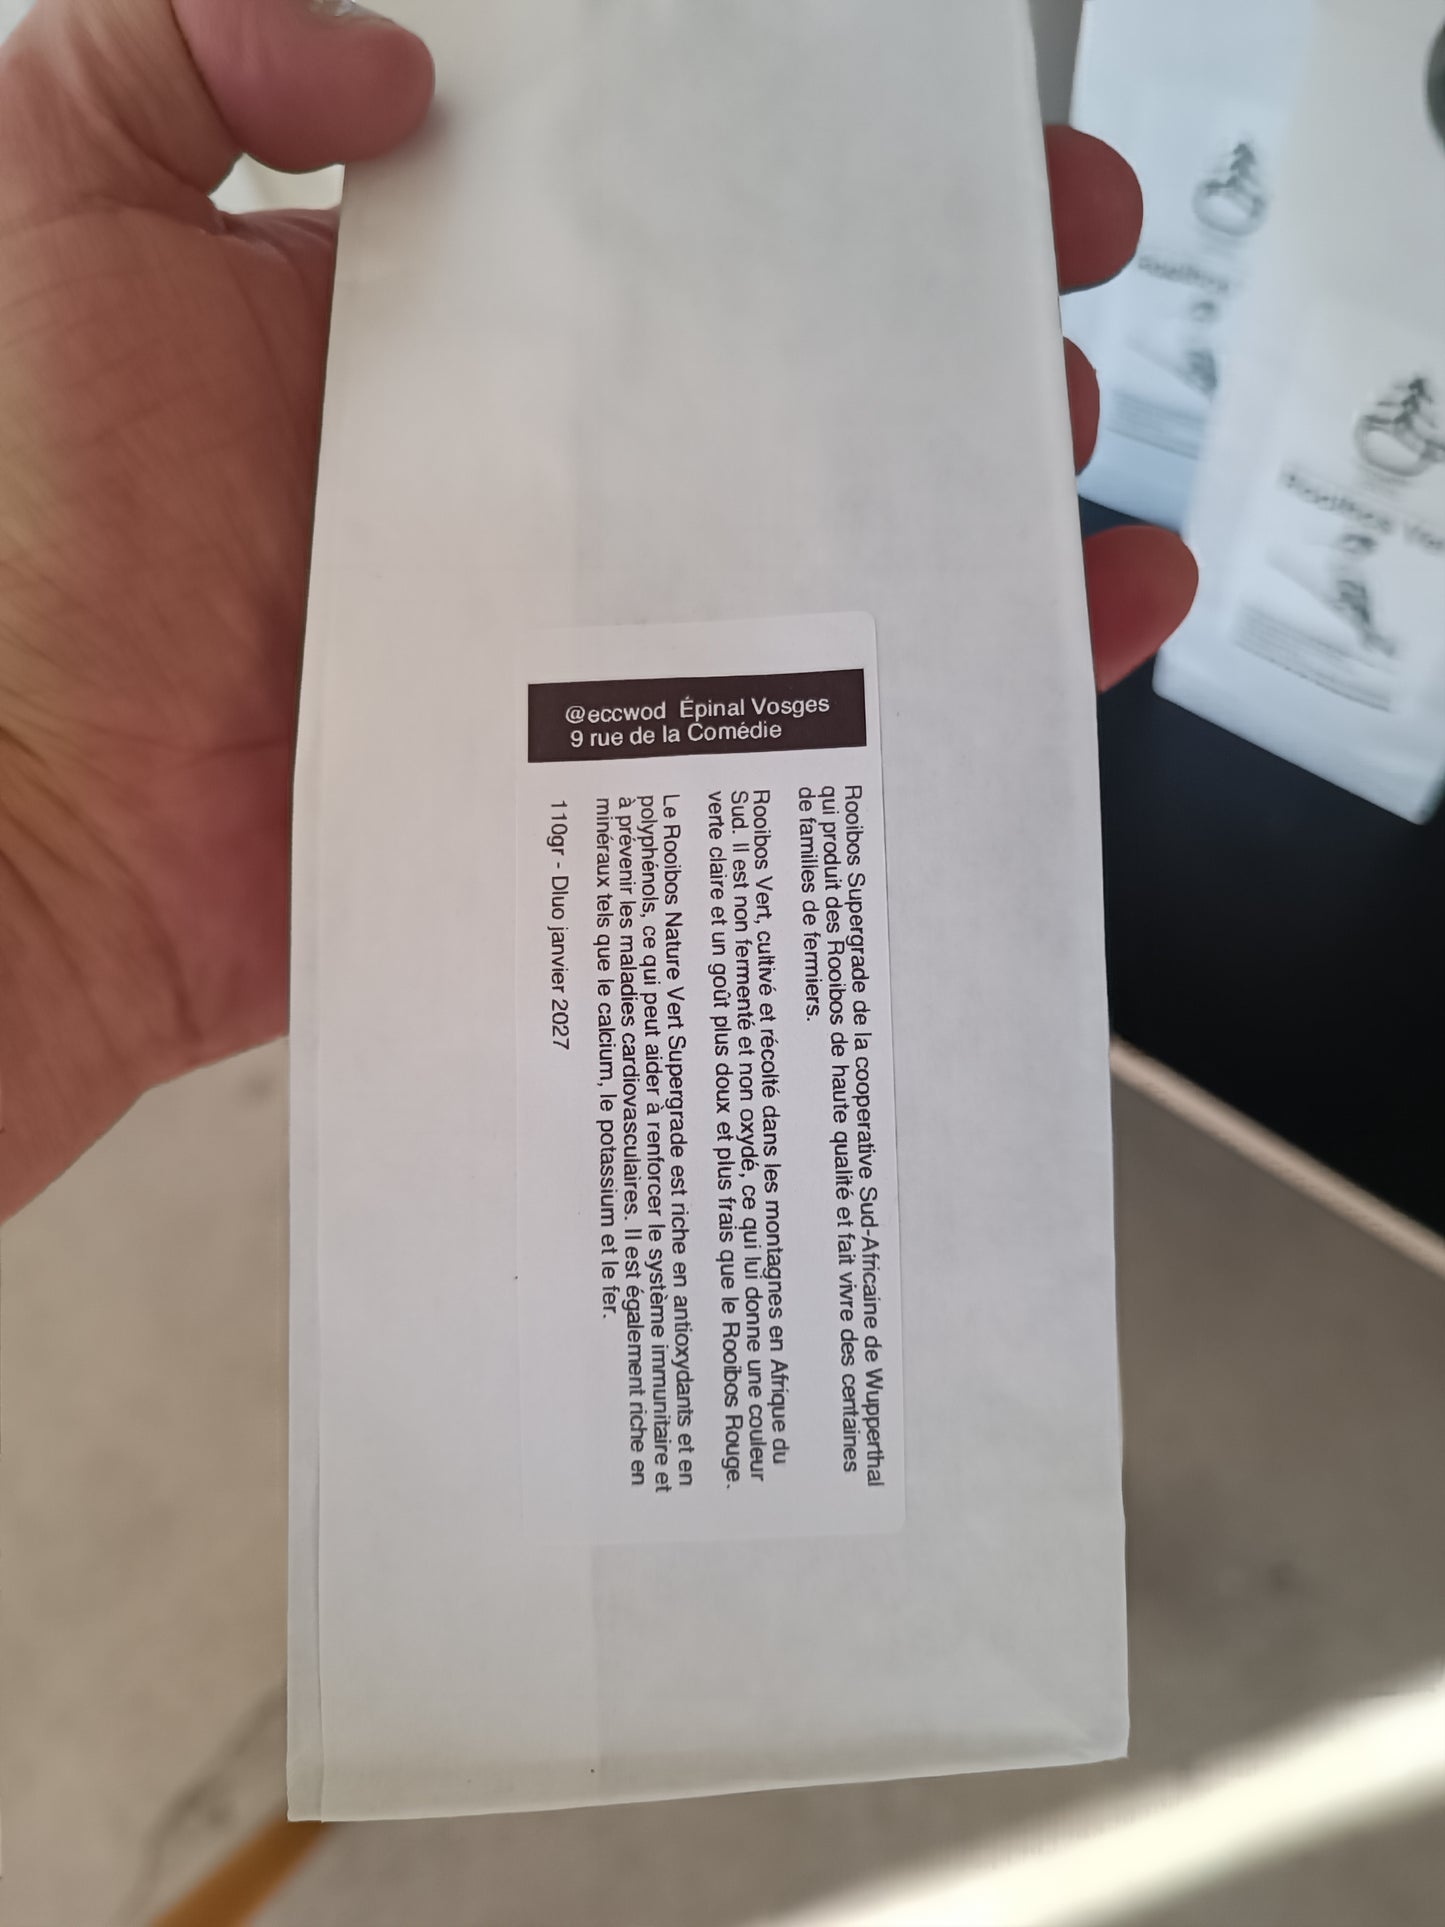 @eccwod Épinal Vosges
9 rue de la Comédie
Rooibos Supergrade de la cooperative Sud-Africaine de Wupperthal
qui produit des Rooibos de haute qualité et fait vivre des centaines
de familles de fermiers.
Rooibos Vert, cultivé et récolté dans les montagnes en Afrique du
Sud. Il est non fermenté et non oxydé, ce qui lui donne une couleur
verte claire et un goût plus doux et plus frais que le Rooibos Rouge.
Le Rooibos Nature Vert Supergrade est riche en antioxydants et en
polyphénols, ce qui peut aider à renforcer le système immunitaire et
à prévenir les maladies cardiovasculaires. Il est également riche en
minéraux tels que le calcium, le potassium et le fer.
110gr - Dluo janvier 2027